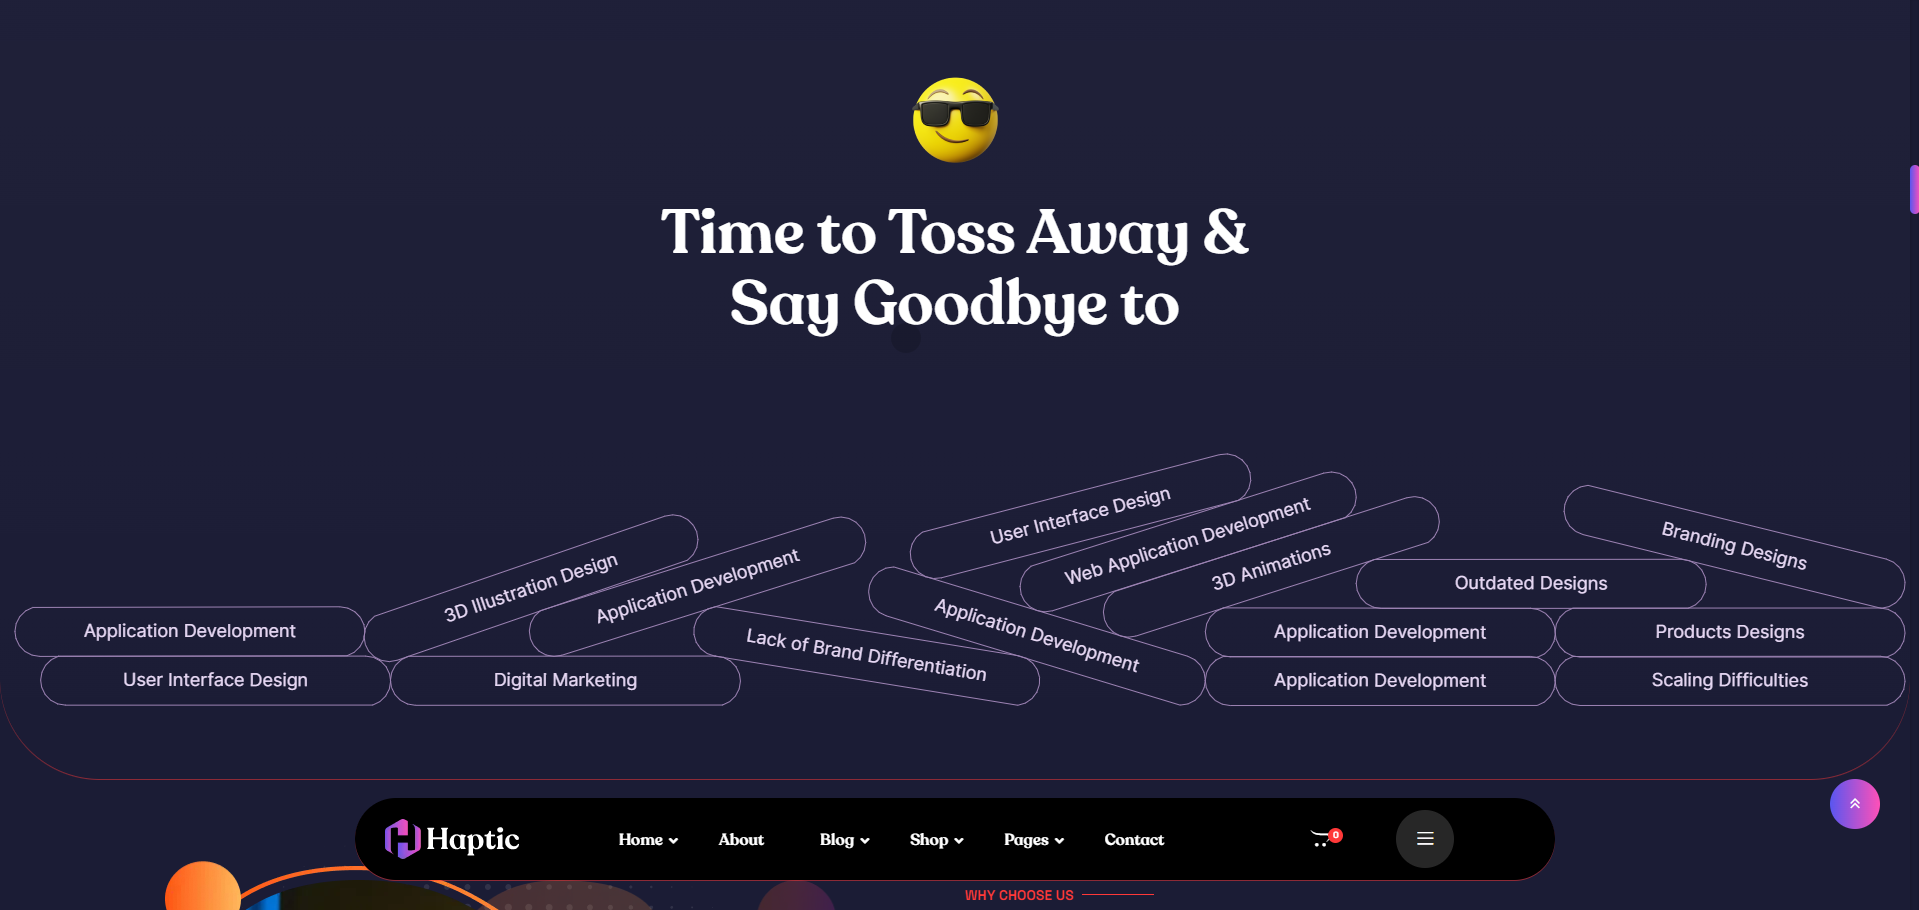 Time to Toss Away &
Say Goodbye to
User Interface Design
Web Application Development
3D Animations
Branding Designs
3D Illustration Design
Application Development
Outdated Designs
Application Development
Application Development
Lack of Brand Differentiation
Application Development
Products Designs
User Interface Design
Digital Marketing
Application Development
Scaling Difficulties
Haptic
Home
About
Blog
Shop
Pages
Contact
0
WHY CHOOSE US